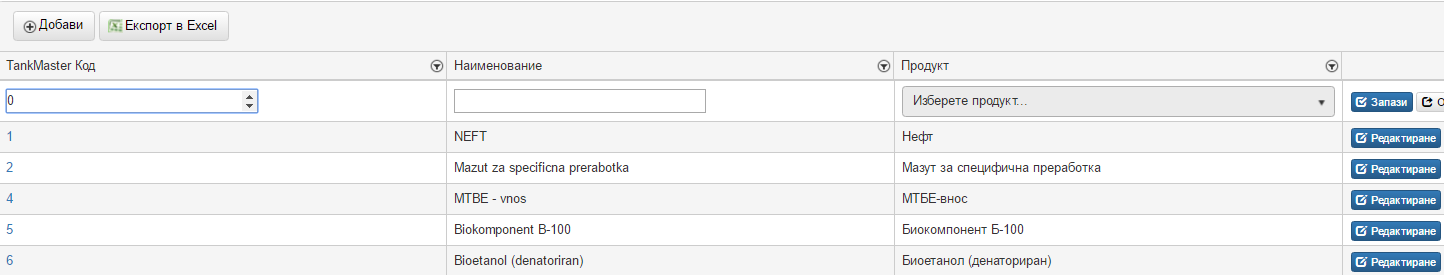 Добави Експорт в Excel
TankMaster Код Наименование Продукт
0 Изберете продукт... Запази
1 NEFT Нефт Редактиране
2 Mazut za specificna prerabotka Мазут за специфична преработка Редактиране
4 MTBE - vnos МТБЕ-внос Редактиране
5 Biokomponent B-100 Биокомпонент Б-100 Редактиране
6 Bioetanol (denatoriran) Биоетанол (денаториран) Редактиране